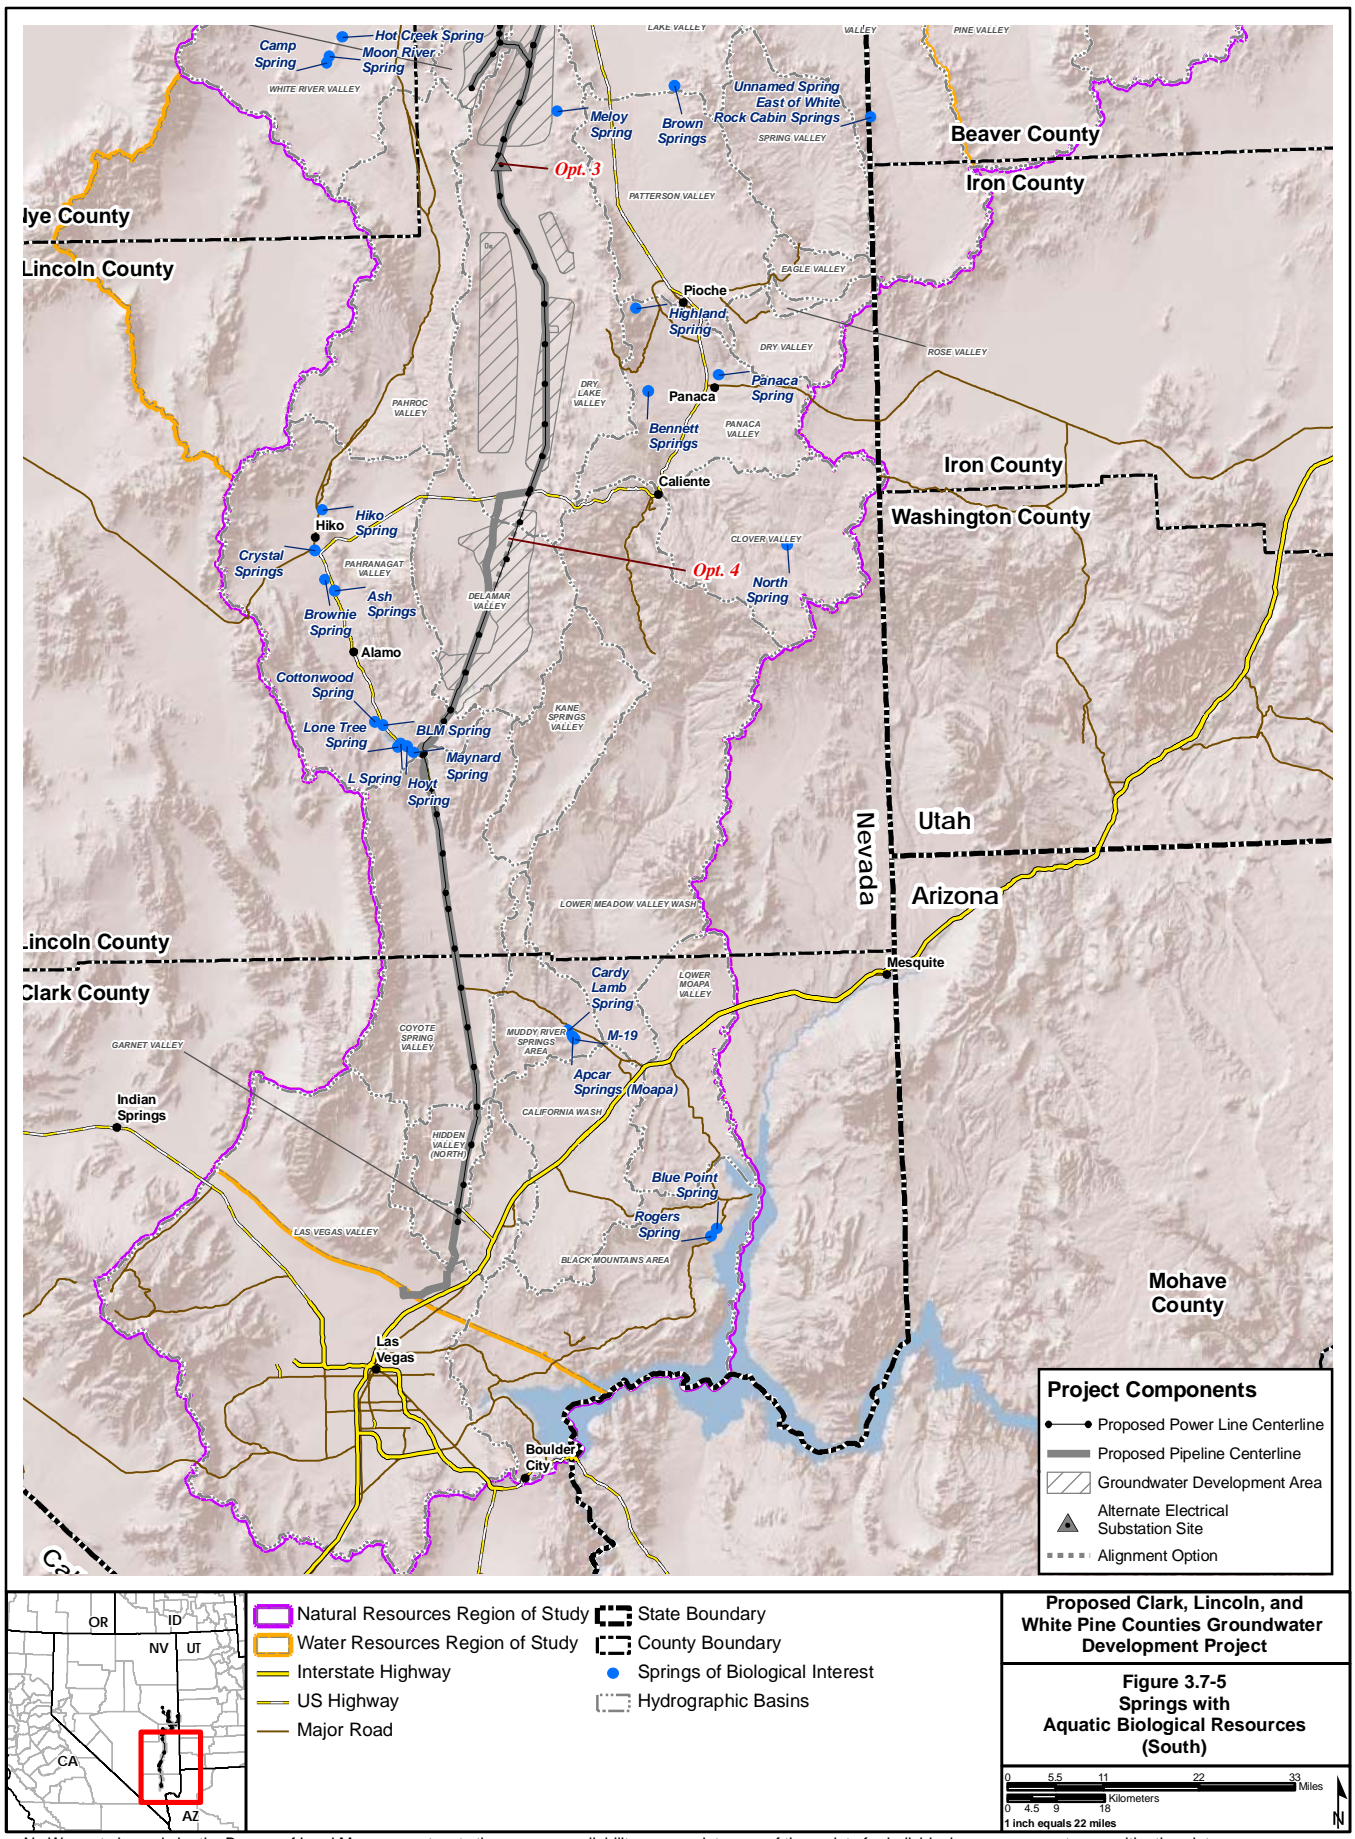 Hot Creek Spring
Camp
Spring
Moon River
Spring
WHITE RIVER VALLEY
LAKE VALLEY
VALLEY
PINE VALLEY
Meloy
Spring
Brown
Springs
Unnamed Spring
East of White
Rock Cabin Springs
SPRING VALLEY
Beaver County
Iron County
Opt. 3
PATTERSON VALLEY
Nye County
Lincoln County
EAGLE VALLEY
Pioche
Highland
Spring
DRY VALLEY
ROSE VALLEY
Panaca
Spring
Panaca
DRY
LAKE
VALLEY
PAHROC
VALLEY
Bennett
Springs
PANACA
VALLEY
Iron County
Washington County
Caliente
Hiko
Spring
Hiko
Crystal
Springs
PAHRANAGAT
VALLEY
CLOVER VALLEY
Opt. 4
North
Spring
Ash
Springs
Brownie
Spring
DELAMAR
VALLEY
Alamo
Cottonwood
Spring
KANE
SPRINGS
VALLEY
Lone Tree
Spring
BLM Spring
Maynard
Spring
L Spring
Hoyt
Spring
Nevada
Utah
Arizona
LOWER MEADOW VALLEY WASH
Lincoln County
Clark County
Mesquite
Cardy
Lamb
Spring
LOWER
MOAPA
VALLEY
COYOTE
SPRING
VALLEY
MUDDY RIVER
SPRINGS
AREA
M-19
GARNET VALLEY
Apcar
Springs (Moapa)
Indian
Springs
CALIFORNIA WASH
HIDDEN
VALLEY
(NORTH)
Blue Point
Spring
Rogers
Spring
LAS VEGAS VALLEY
BLACK MOUNTAINS AREA
Mohave
County
Las
Vegas
Boulder
City
Project Components
Proposed Power Line Centerline
Proposed Pipeline Centerline
Groundwater Development Area
Alternate Electrical
Substation Site
Alignment Option
OR
ID
NV
UT
CA
AZ
Natural Resources Region of Study
Water Resources Region of Study
Interstate Highway
US Highway
Major Road
State Boundary
County Boundary
Springs of Biological Interest
Hydrographic Basins
Proposed Clark, Lincoln, and
White Pine Counties Groundwater
Development Project
Figure 3.7-5
Springs with
Aquatic Biological Resources
(South)
0 5.5 11 22 33
Miles
Kilometers
0 4.5 9 18
1 inch equals 22 miles
N